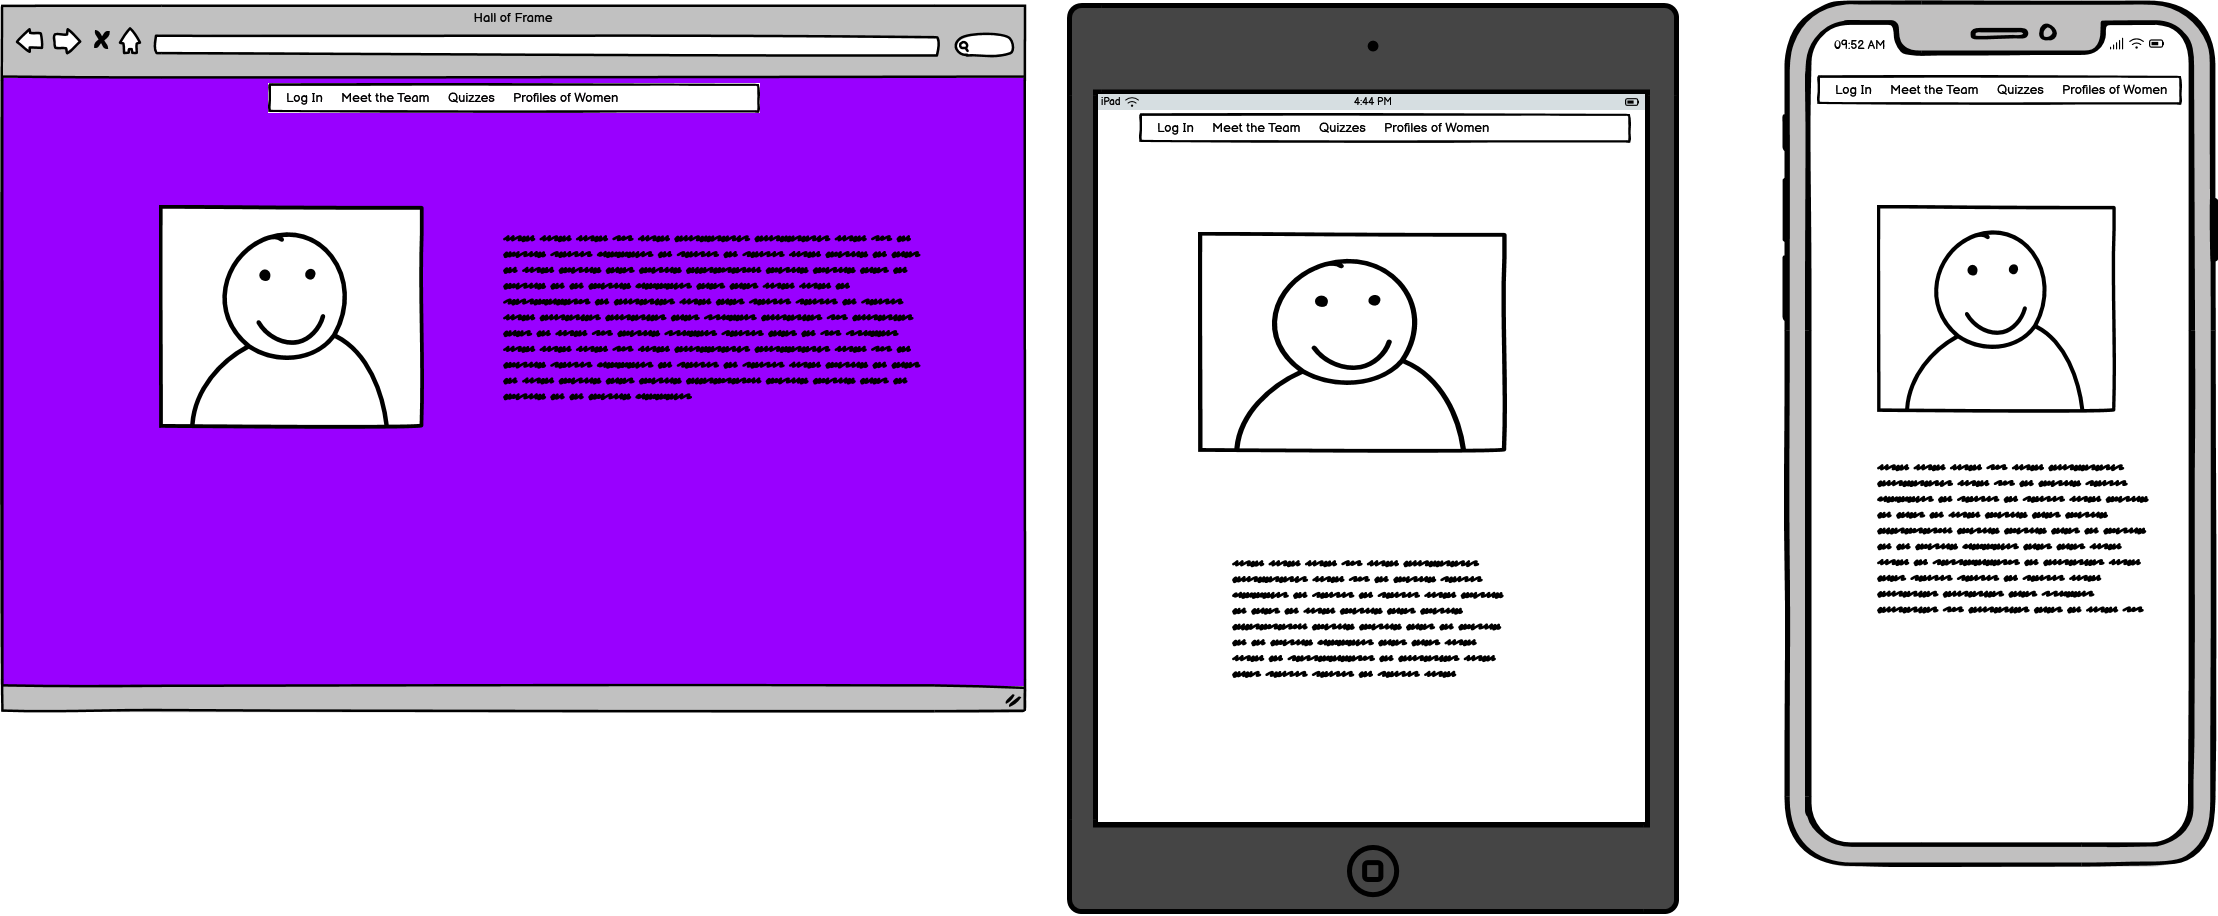 Hall of Frame
Log In Meet the Team Quizzes Profiles of Women
iPad 4:44 PM
Log In Meet the Team Quizzes Profiles of Women
09:52 AM
Log In Meet the Team Quizzes Profiles of Women